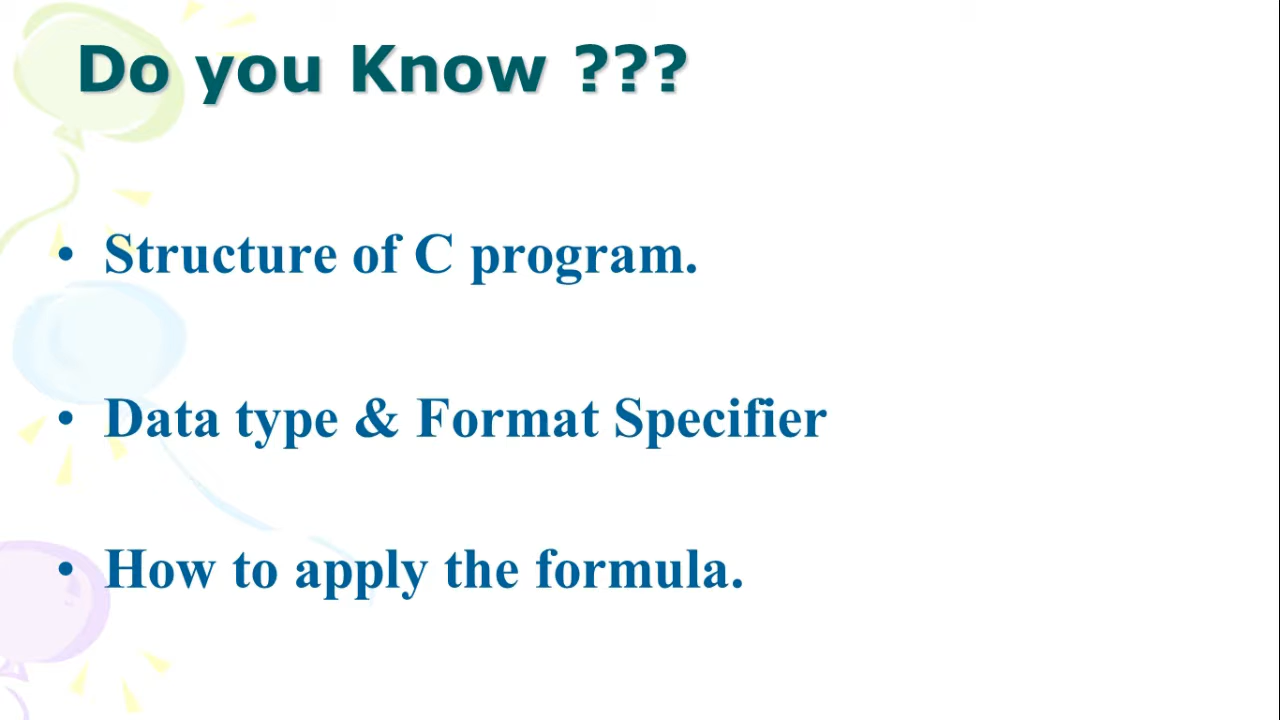 Do you Know ???
• Structure of C program.
• Data type & Format Specifier
• How to apply the formula.